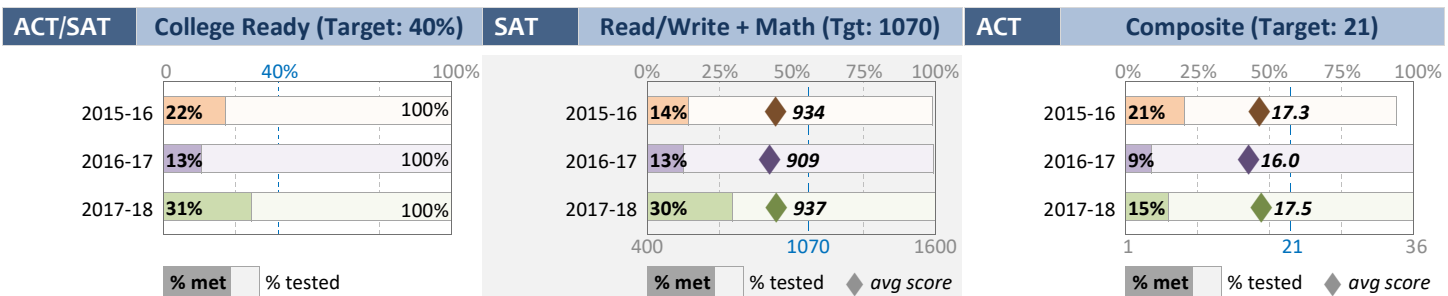 ACT/SAT College Ready (Target: 40%)
0 40% 100%
2015-16 22% 100%
2016-17 13% 100%
2017-18 31% 100%
% met % tested
SAT Read/Write + Math (Tgt: 1070)
0% 25% 50% 75% 100%
2015-16 14% 934
2016-17 13% 909
2017-18 30% 937
400 1070 1600
% met % tested avg score
ACT Composite (Target: 21)
0% 25% 50% 75% 100%
2015-16 21% 17.3
2016-17 9% 16.0
2017-18 15% 17.5
1 21 36
% met % tested avg score